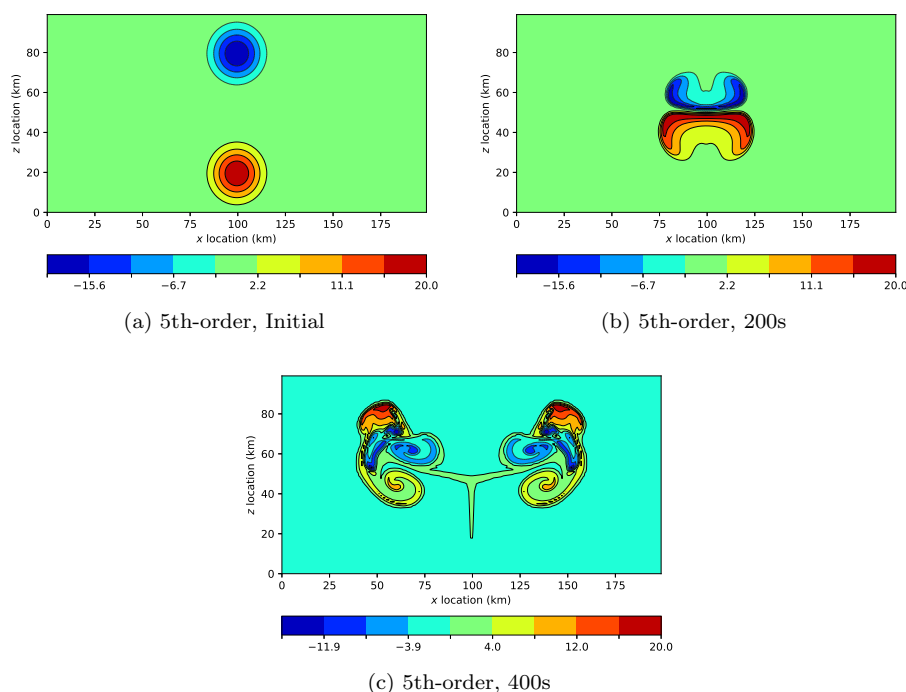 80
60
40
20
0
z location (km)
0 25 50 75 100 125 150 175
x location (km)
−15.6 −6.7 2.2 11.1 20.0
(a) 5th-order, Initial
80
60
40
20
0
z location (km)
0 25 50 75 100 125 150 175
x location (km)
−15.6 −6.7 2.2 11.1 20.0
(b) 5th-order, 200s
80
60
40
20
0
z location (km)
0 25 50 75 100 125 150 175
x location (km)
−11.9 −3.9 4.0 12.0 20.0
(c) 5th-order, 400s